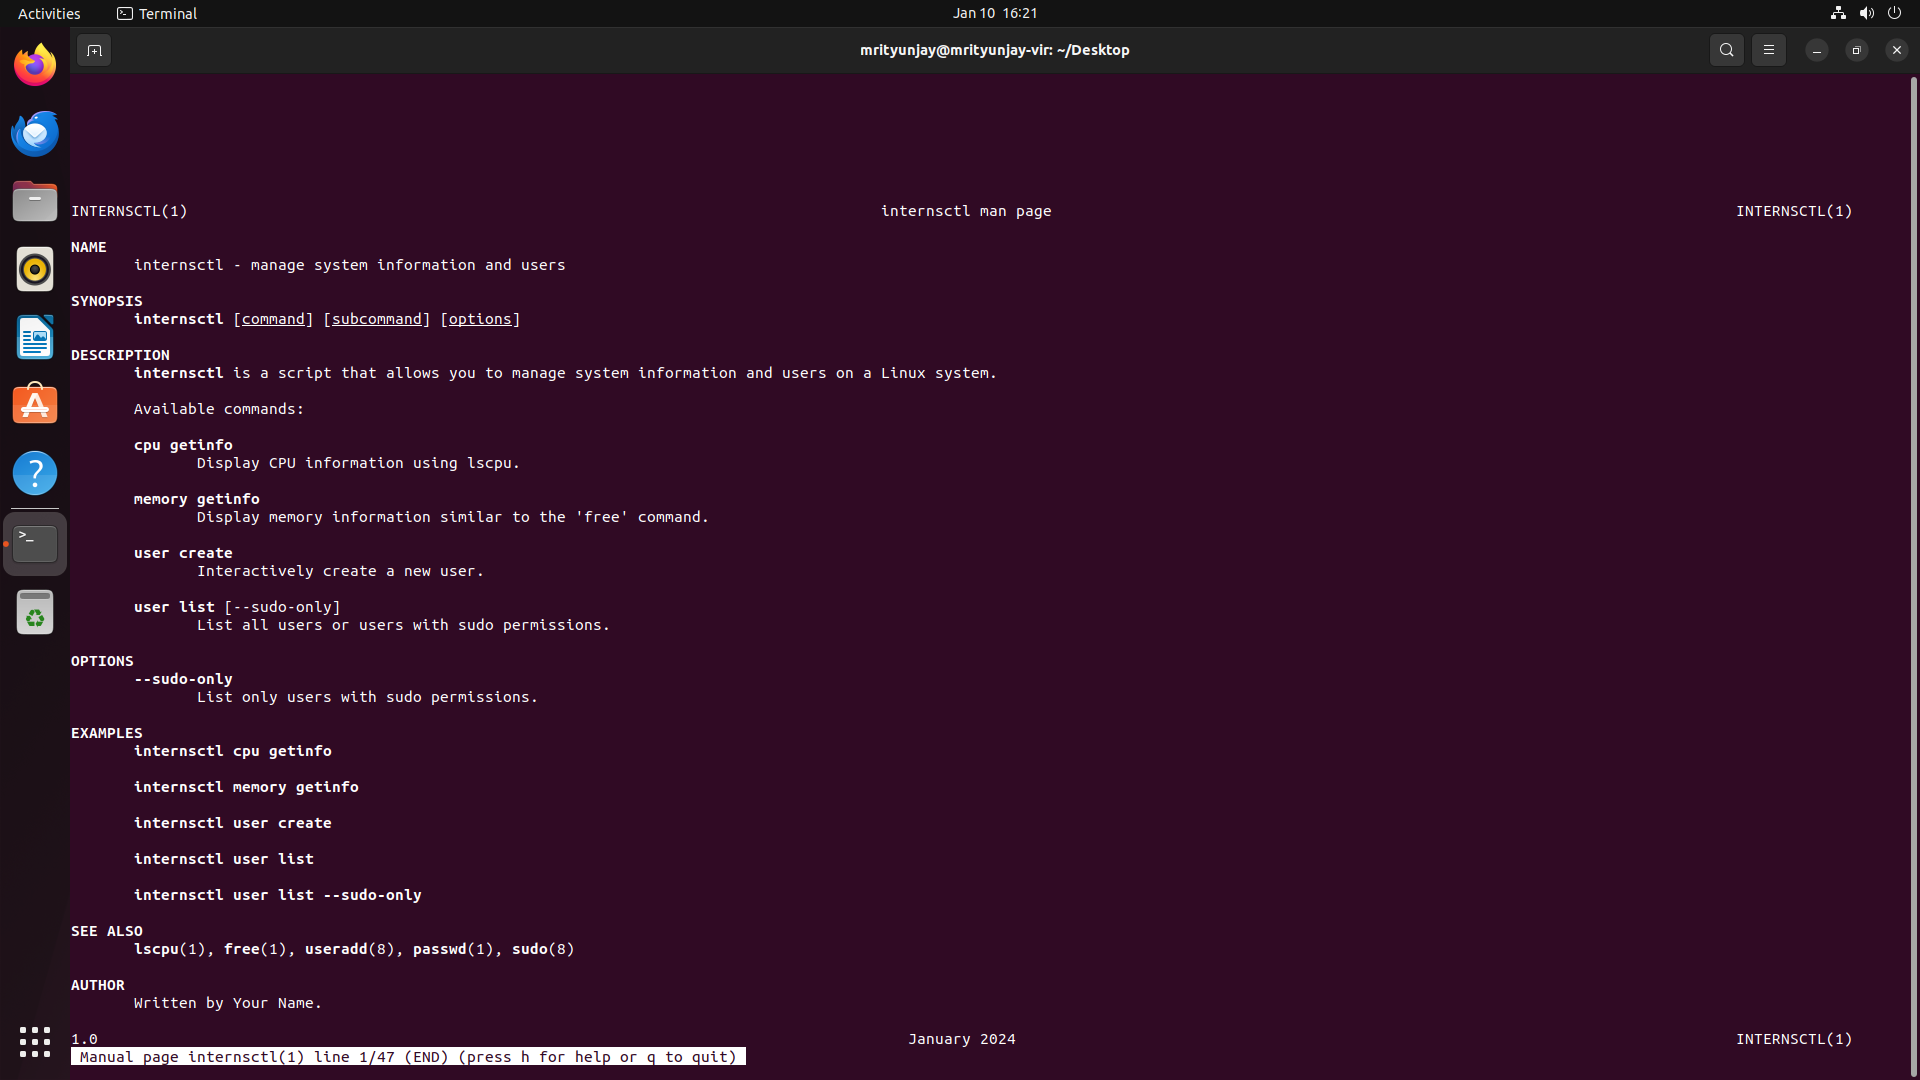 Activities Terminal Jan 10 16:21
mrityunjay@mrityunjay-vir: ~/Desktop
INTERNSCTL(1) internsctl man page INTERNSCTL(1)
NAME
internsctl - manage system information and users
SYNOPSIS
internsctl [command] [subcommand] [options]
DESCRIPTION
internsctl is a script that allows you to manage system information and users on a Linux system.
Available commands:
cpu getinfo
Display CPU information using lscpu.
memory getinfo
Display memory information similar to the 'free' command.
user create
Interactively create a new user.
user list [--sudo-only]
List all users or users with sudo permissions.
OPTIONS
--sudo-only
List only users with sudo permissions.
EXAMPLES
internsctl cpu getinfo
internsctl memory getinfo
internsctl user create
internsctl user list
internsctl user list --sudo-only
SEE ALSO
lscpu(1), free(1), useradd(8), passwd(1), sudo(8)
AUTHOR
Written by Your Name.
1.0 January 2024 INTERNSCTL(1)
Manual page internsctl(1) line 1/47 (END) (press h for help or q to quit)